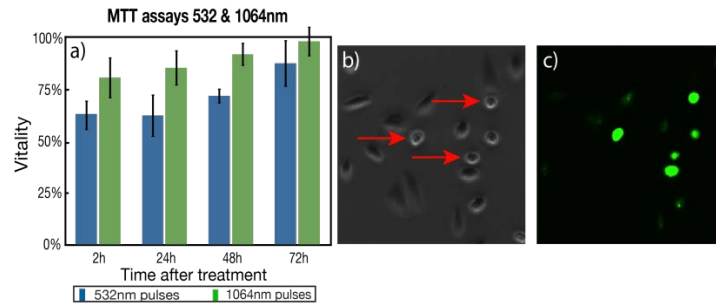 MTT assays 532 & 1064nm
a)
b)
c)
100%
75%
50%
25%
0%
Vitality
2h 24h 48h 72h
Time after treatment
532nm pulses 1064nm pulses